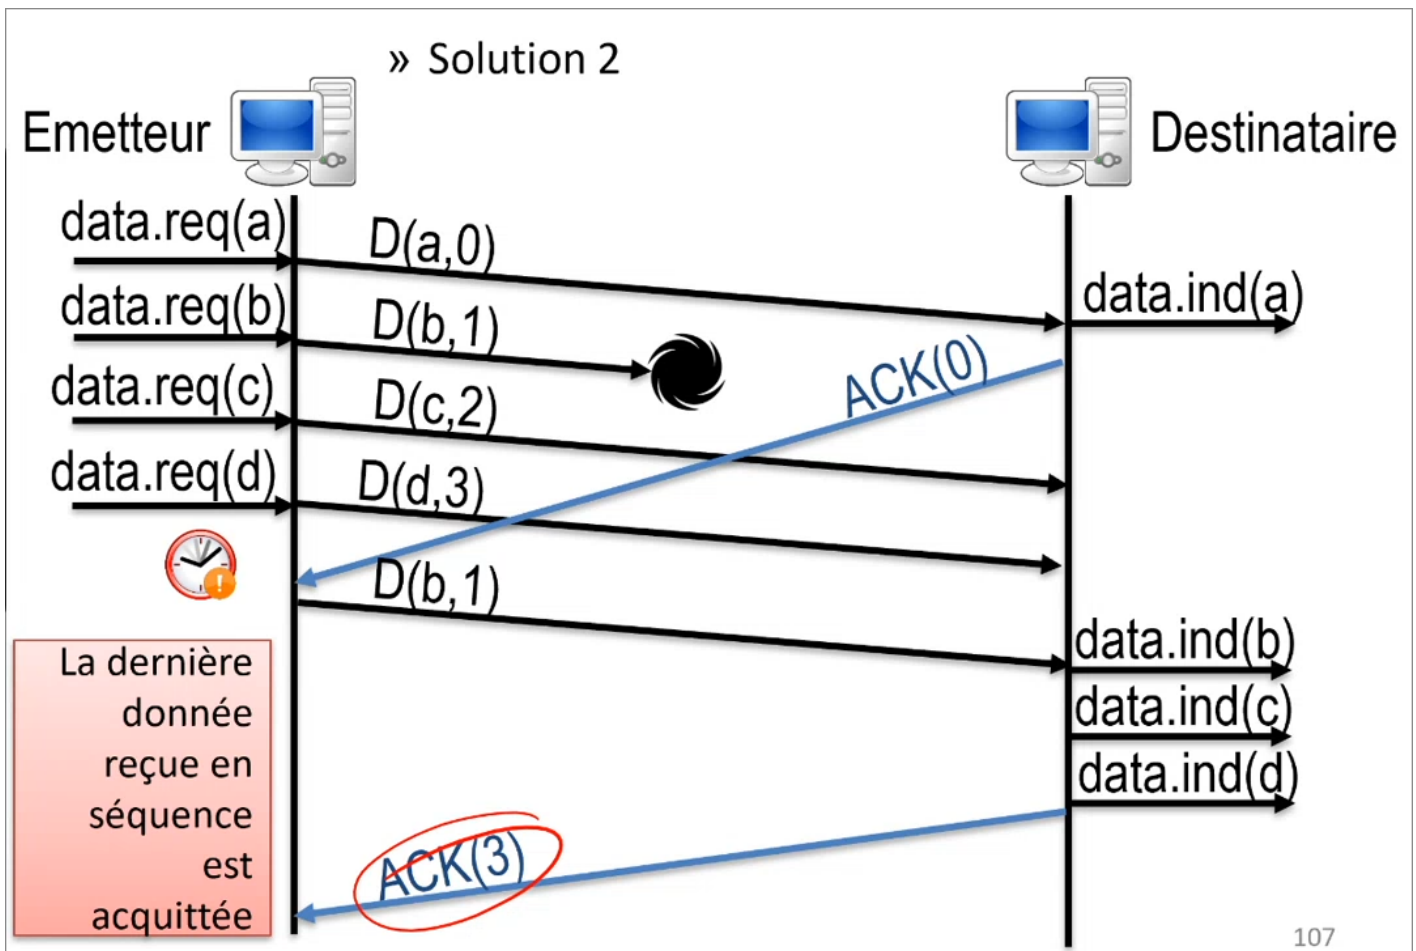 » Solution 2
Emetteur
Destinataire
data.req(a)
D(a,0)
data.ind(a)
data.req(b)
D(b,1)
ACK(0)
data.req(c)
D(c,2)
data.req(d)
D(d,3)
!
D(b,1)
data.ind(b)
data.ind(c)
data.ind(d)
La dernière
donnée
reçue en
séquence
est
acquittée
ACK(3)
107